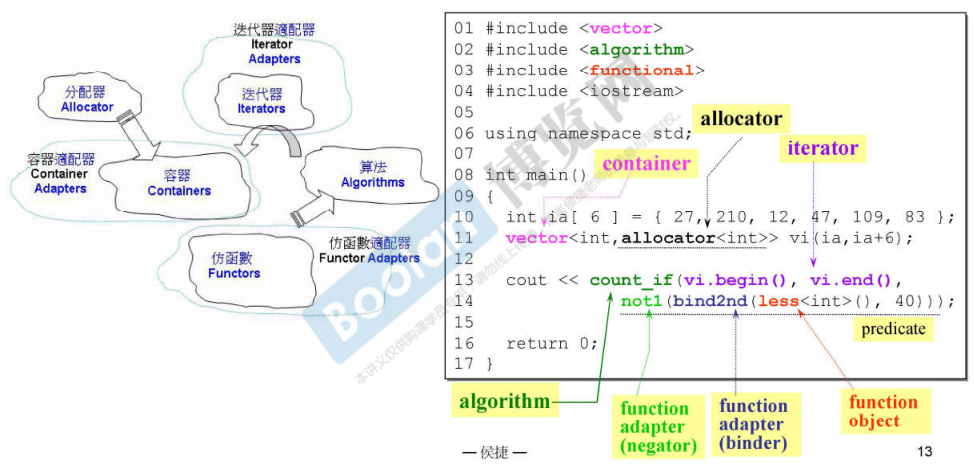 迭代器適配器
Iterator
Adapters
分配器
Allocator
迭代器
Iterators
容器適配器
Container
Adapters
容器
Containers
算法
Algorithms
仿函數適配器
Functor Adapters
仿函數
Functors
01 #include <vector>
02 #include <algorithm>
03 #include <functional>
04 #include <iostream>
05
06 using namespace std;
07
08 int main()
09 {
10 int ia[ 6 ] = { 27, 210, 12, 47, 109, 83 };
11 vector<int,allocator<int>> vi(ia,ia+6);
12
13 cout << count_if(vi.begin(), vi.end(),
14 not1(bind2nd(less<int>(), 40)));
15
16 return 0;
17 }
allocator
iterator
container
predicate
algorithm
function
adapter
(negator)
function
adapter
(binder)
function
object
Boolan
博览网
— 侯捷 —
13